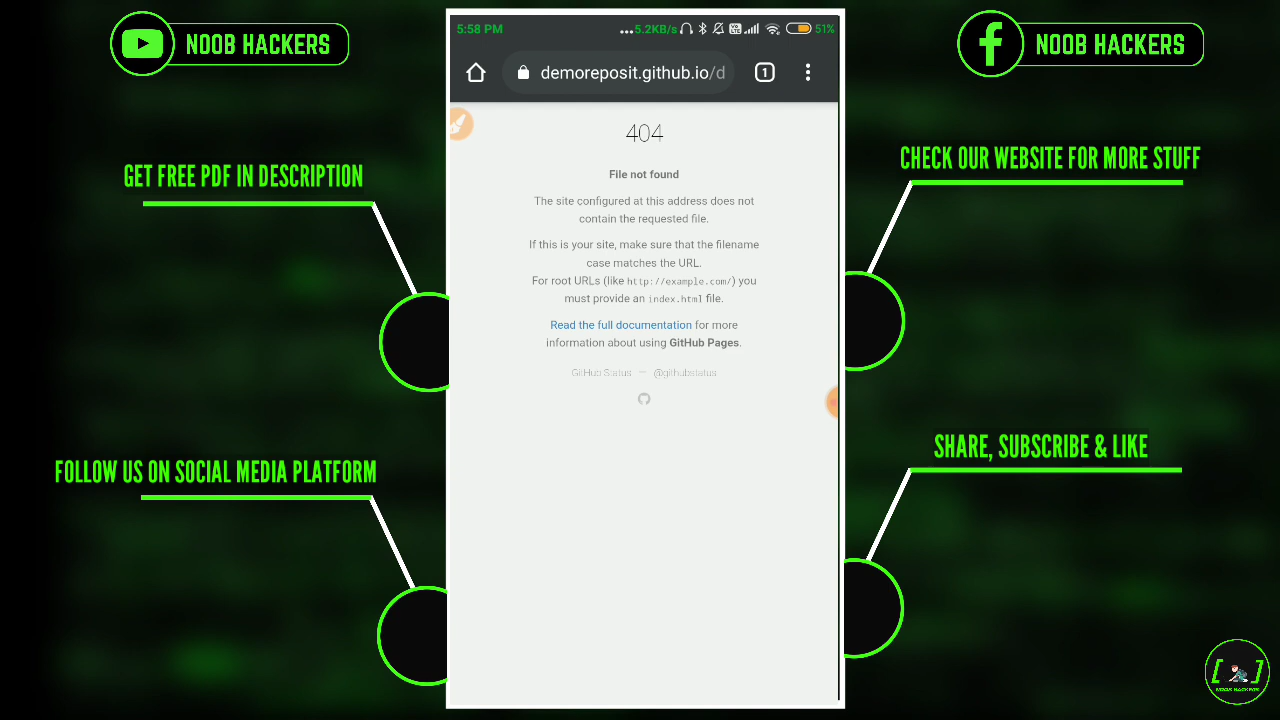 NOOB HACKERS
NOOB HACKERS
GET FREE PDF IN DESCRIPTION
FOLLOW US ON SOCIAL MEDIA PLATFORM
5:58 PM
...5.2KB/s
51%
demoreposit.github.io/d
1
404
File not found
The site configured at this address does not
contain the requested file.
If this is your site, make sure that the filename
case matches the URL.
For root URLs (like http://example.com/) you
must provide an index.html file.
Read the full documentation for more
information about using GitHub Pages.
GitHub Status — @githubstatus
CHECK OUR WEBSITE FOR MORE STUFF
SHARE, SUBSCRIBE & LIKE
[ ]
NOOB HACKERS